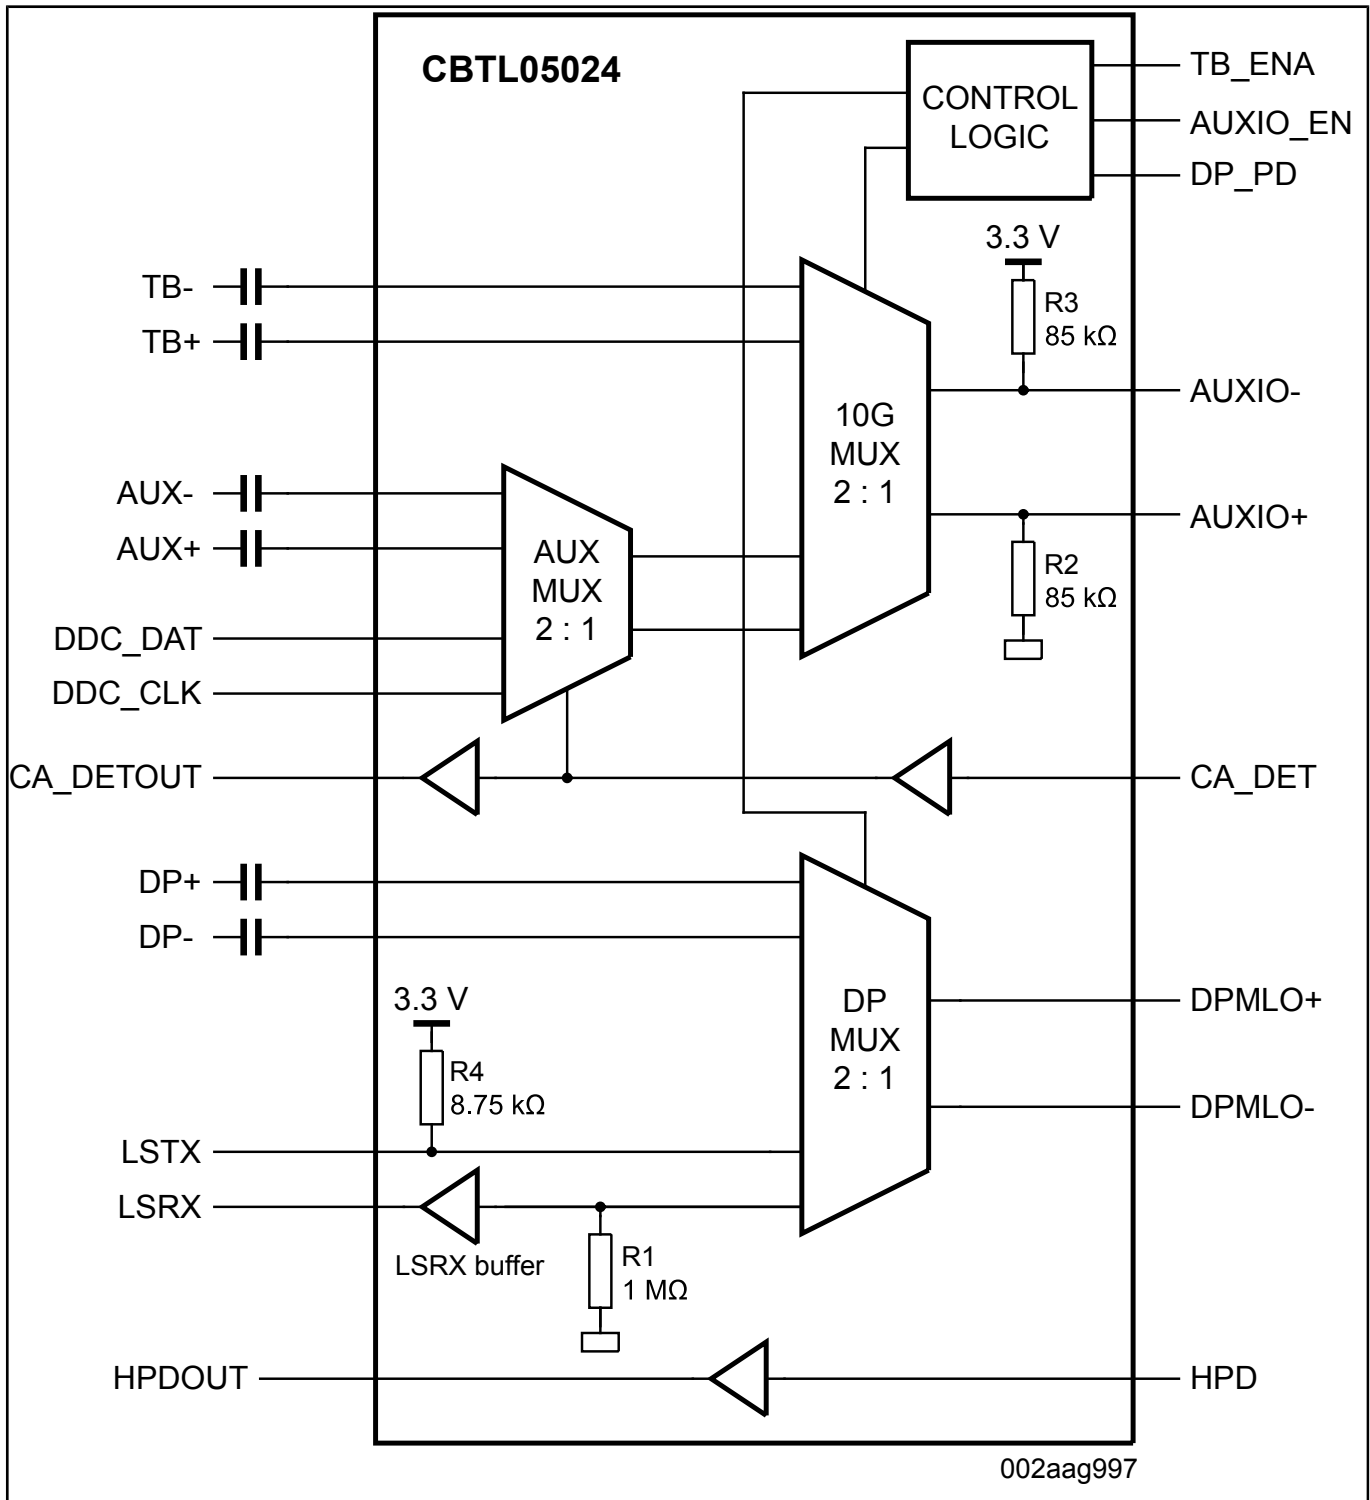 CBTL05024
CONTROL
LOGIC
TB_ENA
AUXIO_EN
DP_PD
3.3 V
R3
85 kΩ
TB-
TB+
10G
MUX
2 : 1
AUXIO-
AUX-
AUX+
AUX
MUX
2 : 1
AUXIO+
R2
85 kΩ
DDC_DAT
DDC_CLK
CA_DETOUT
CA_DET
DP+
DP-
3.3 V
R4
8.75 kΩ
DP
MUX
2 : 1
DPMLO+
DPMLO-
LSTX
LSRX
LSRX buffer
R1
1 MΩ
HPDOUT
HPD
002aag997